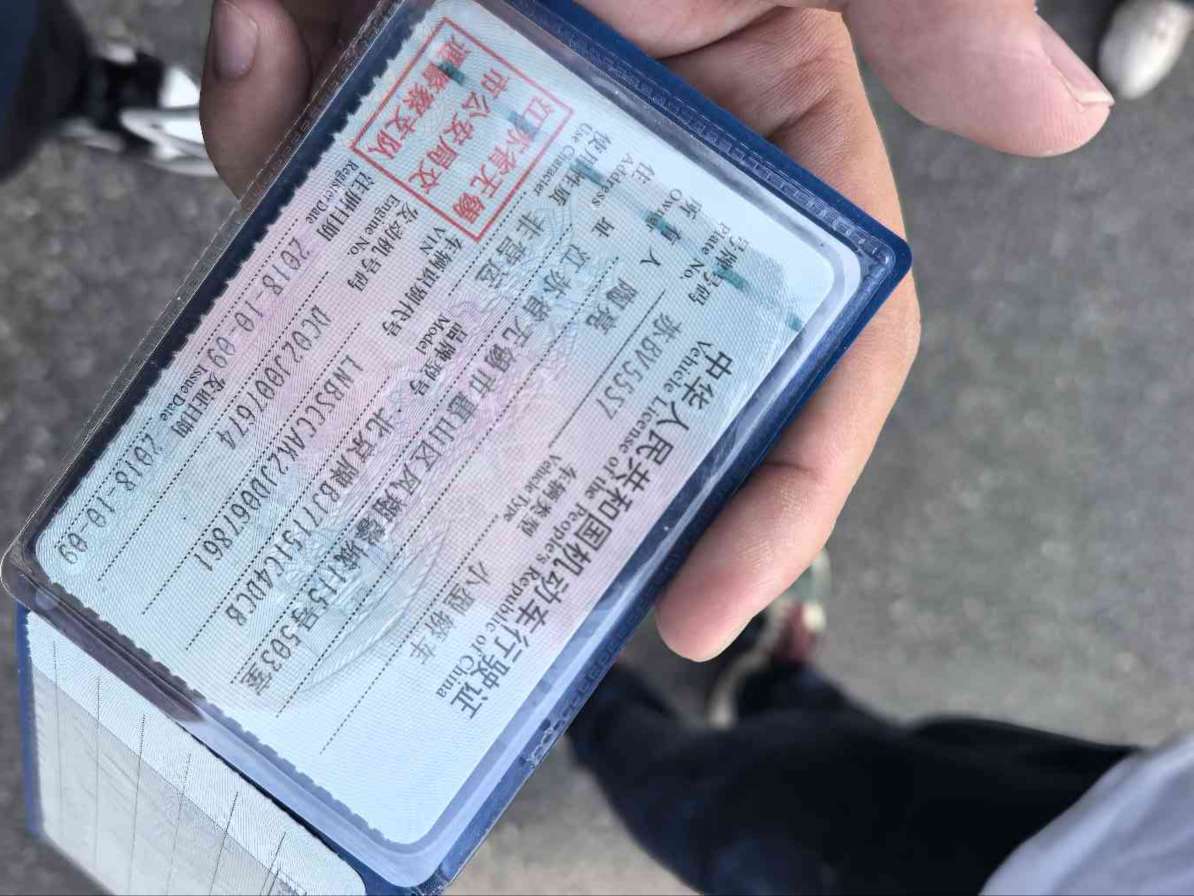 中华人民共和国机动车行驶证
Vehicle License of the People's Republic of China
号牌号码 苏BV55S7 车辆类型 小型轿车
Plate No. Vehicle Type
所有人
Owner
住址 江苏省无锡市惠山区凤翔馨城115号503室
Address
使用性质 非营运 品牌型号 北京牌BJ7151C4DCB
Use Character Model
江苏省无锡
市公安局交
通警察支队
车辆识别代号 LNBSCCAK2JD067861
VIN
发动机号码 DC02J0097674
Engine No.
注册日期 2018-10-09 发证日期 2018-10-09
Register Date Issue Date